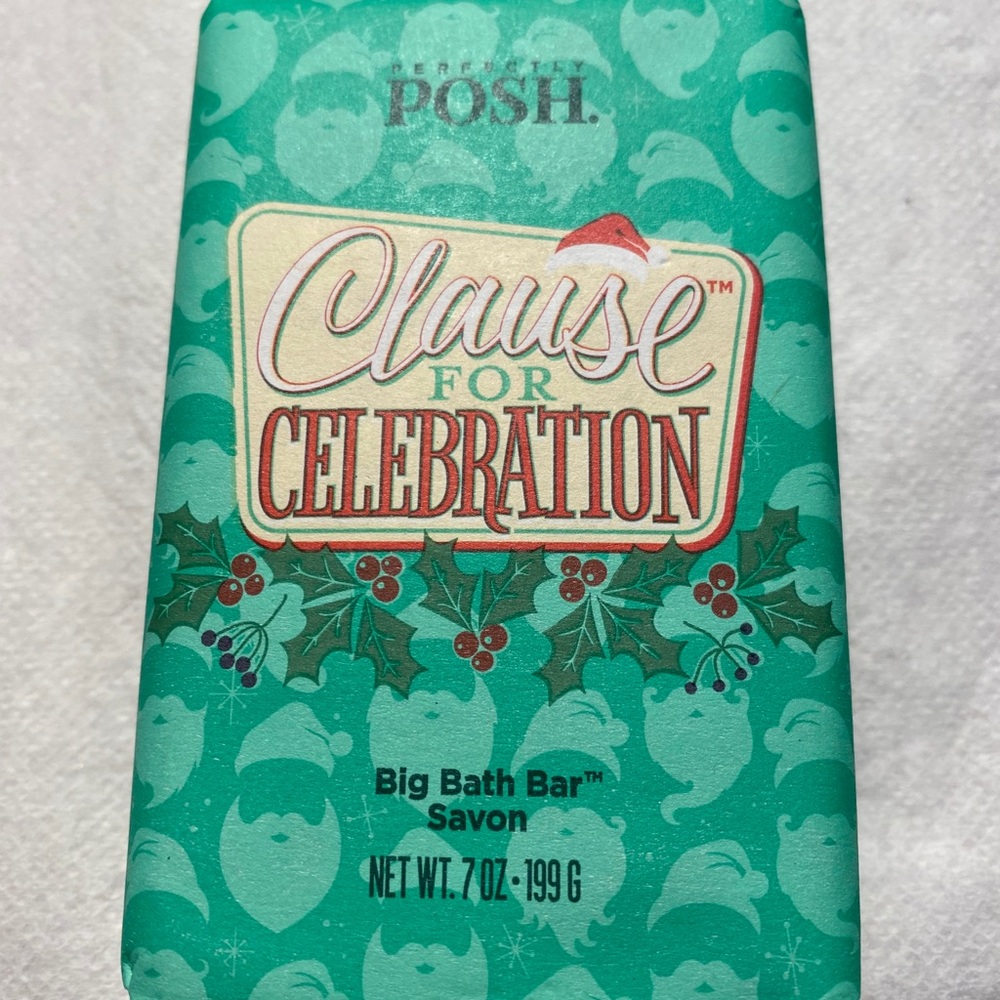 PERFECTLY
POSH.
Clause™
FOR
CELEBRATION
Big Bath Bar™
Savon
NET WT. 7 OZ • 199 G